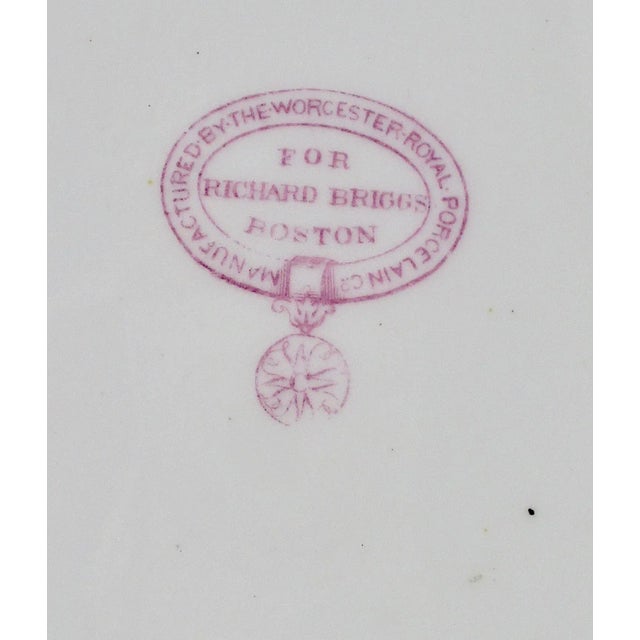 MANUFACTURED·BY·THE·WORCESTER·ROYAL·PORCELAIN Cº
FOR
RICHARD BRIGGS
BOSTON